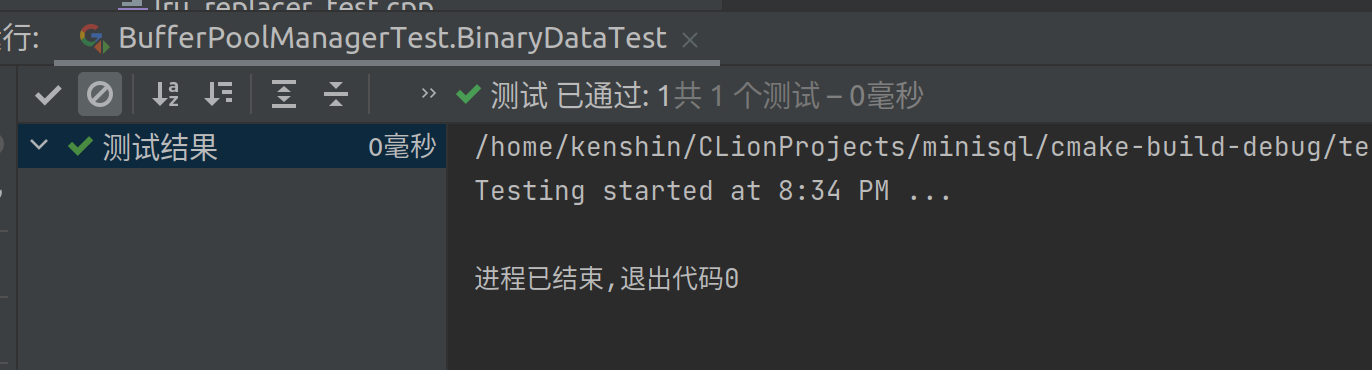 lru_replacer_test.cpp
行: BufferPoolManagerTest.BinaryDataTest
测试 已通过: 1共 1 个测试 – 0毫秒
测试结果 0毫秒
/home/kenshin/CLionProjects/minisql/cmake-build-debug/te
Testing started at 8:34 PM ...
进程已结束,退出代码0